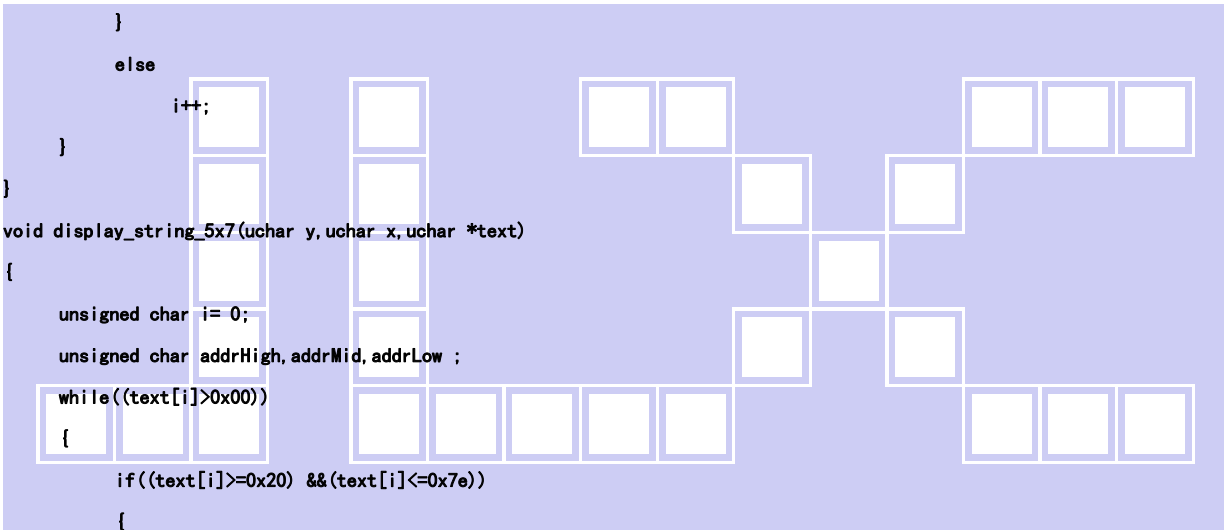 }
else
i++;
}
}
void display_string_5x7(uchar y,uchar x,uchar *text)
{
unsigned char i= 0;
unsigned char addrHigh,addrMid,addrLow ;
while((text[i]>0x00))
{
if((text[i]>=0x20) &&(text[i]<=0x7e))
{